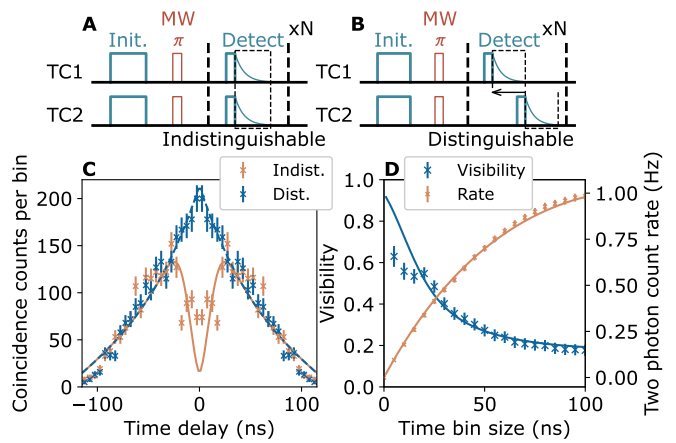 A
MW
Init.
π
Detect
xN
TC1
TC2
Indistinguishable
B
MW
Init.
π
Detect
xN
TC1
TC2
Distinguishable
C
Indist.
Dist.
Coincidence counts per bin
200
150
100
50
0
−100
0
100
Time delay (ns)
D
Visibility
Rate
Visibility
1.0
0.8
0.6
0.4
0.2
0.0
0
50
100
Time bin size (ns)
1.00
0.75
0.50
0.25
0.00
Two photon count rate (Hz)